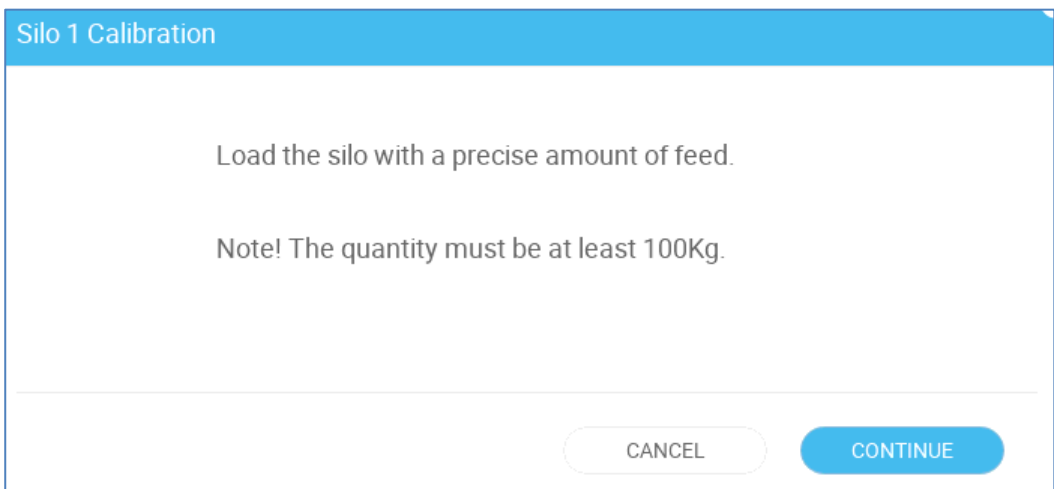 Silo 1 Calibration
Load the silo with a precise amount of feed.
Note! The quantity must be at least 100Kg.
CANCEL
CONTINUE